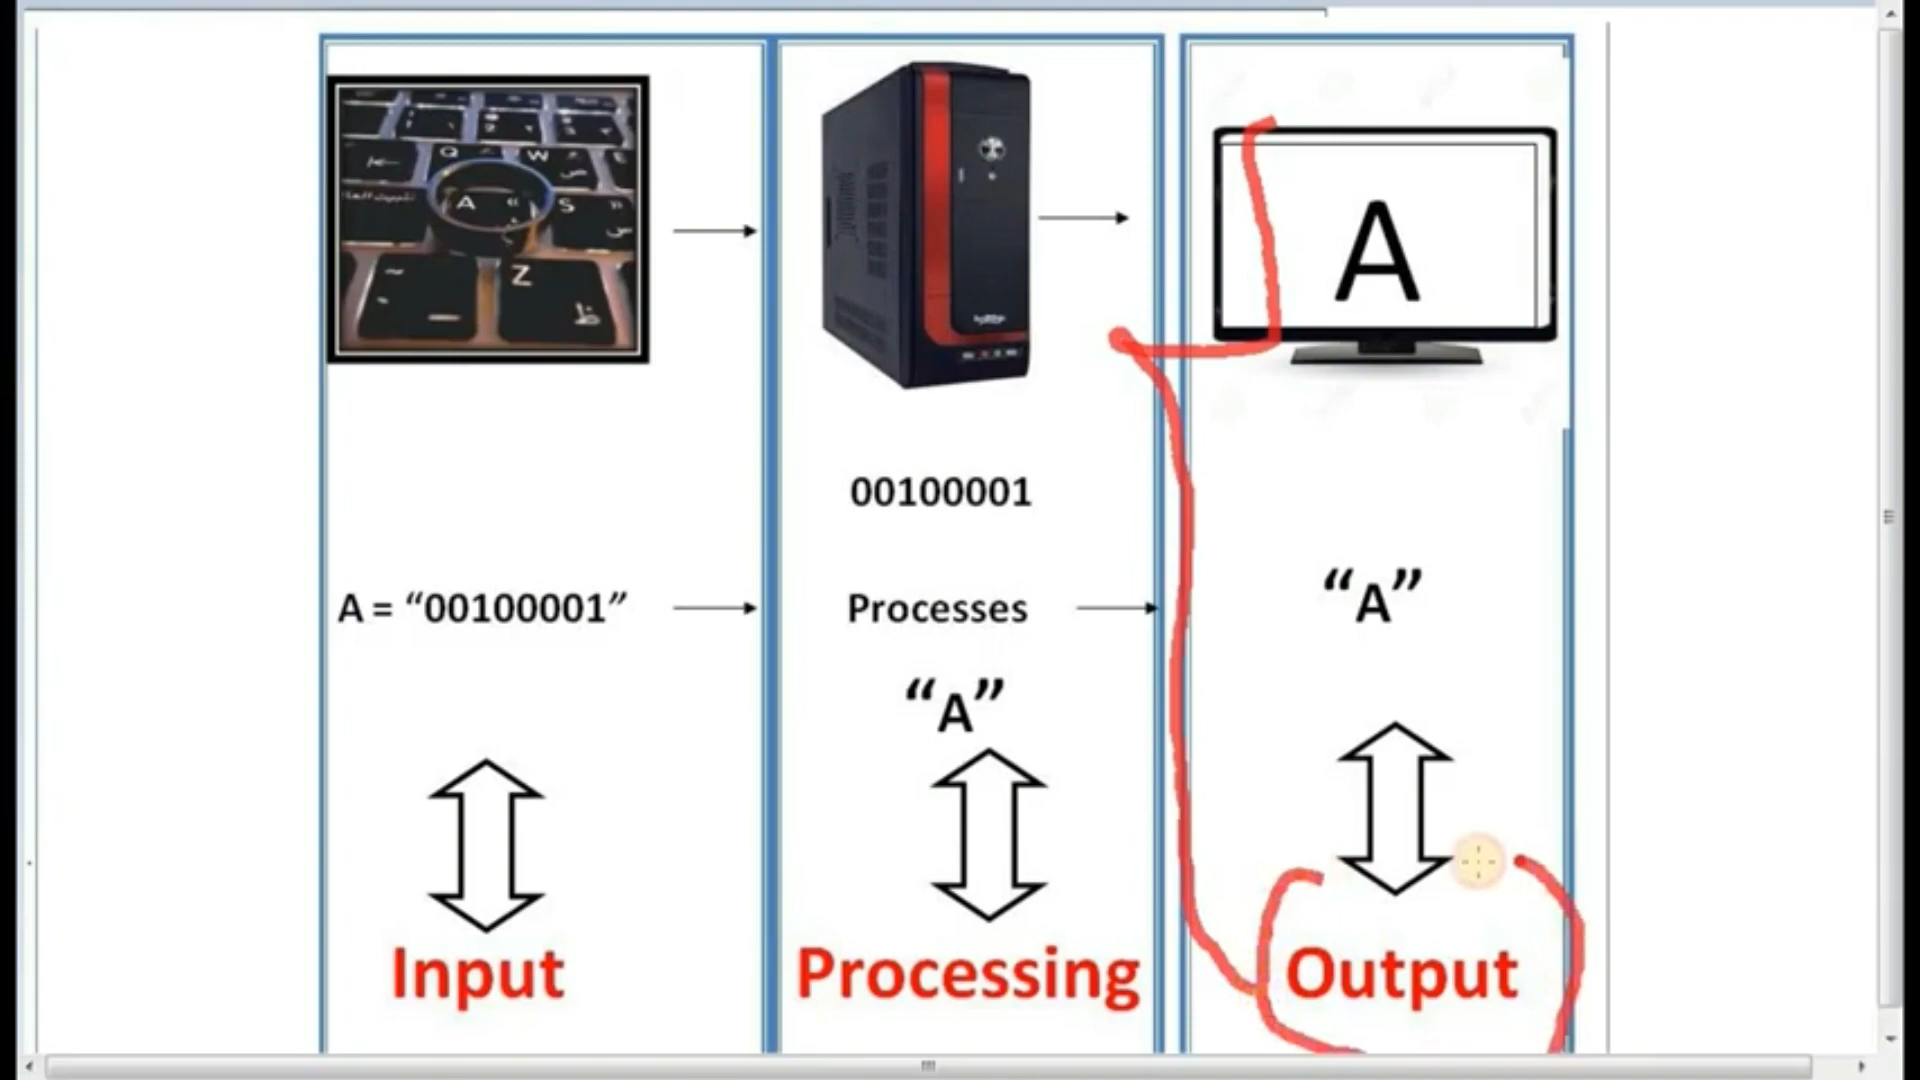 Q W
A S
Z ظ
A
00100001
A = “00100001”
Processes
“A”
“A”
Input
Processing
Output